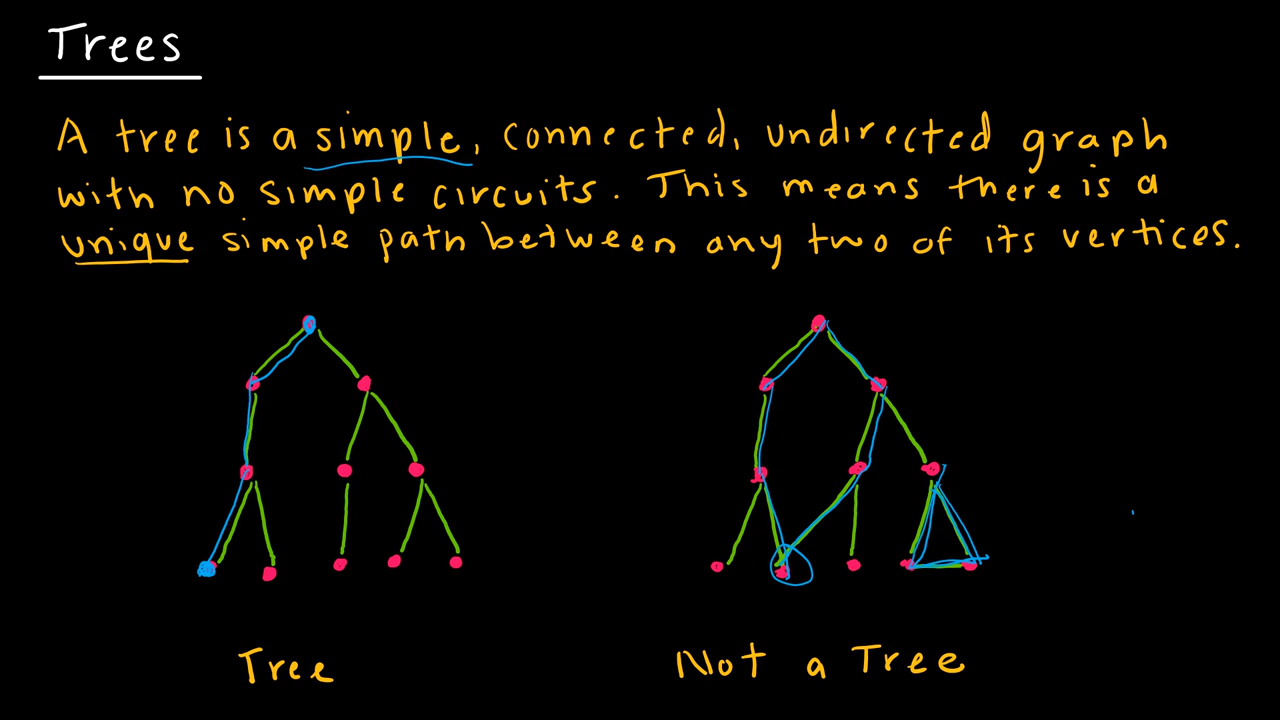 Trees
A tree is a simple, connected, undirected graph
with no simple circuits. This means there is a
unique simple path between any two of its vertices.
Tree
Not a Tree